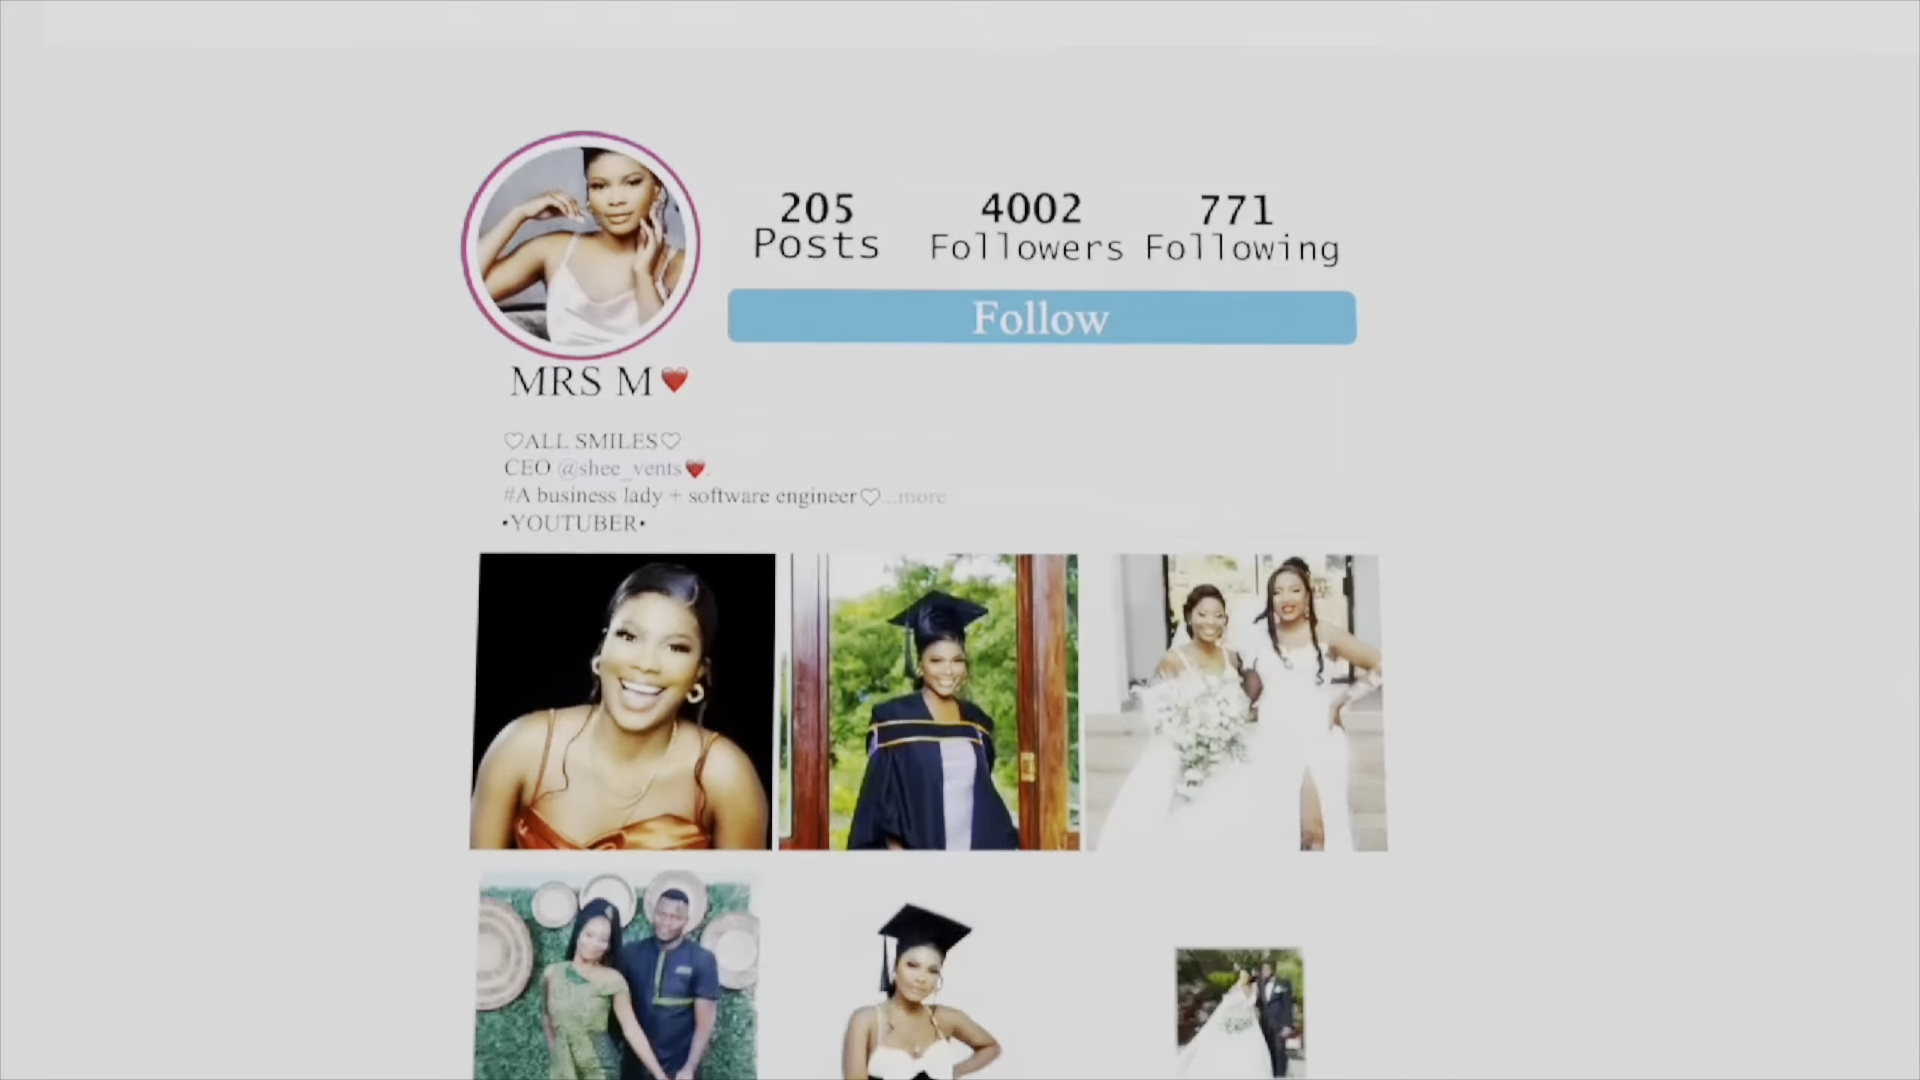 205 4002 771
Posts Followers Following
Follow
MRS M❤️
♡ALL SMILES♡
CEO @shee_vents❤️.
#A business lady + software engineer♡...more
•YOUTUBER•